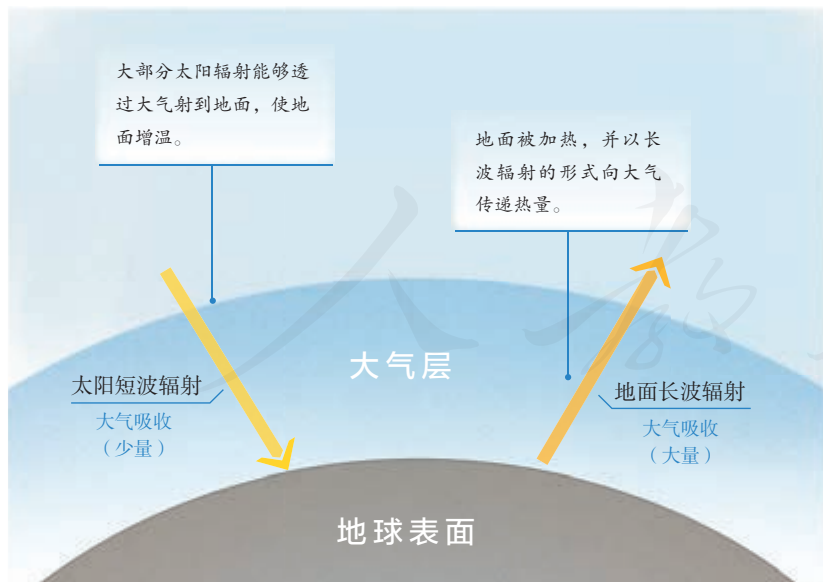 大部分太阳辐射能够透
过大气射到地面，使地
面增温。
地面被加热，并以长
波辐射的形式向大气
传递热量。
大气层
太阳短波辐射
大气吸收
（少量）
地面长波辐射
大气吸收
（大量）
地球表面
人教